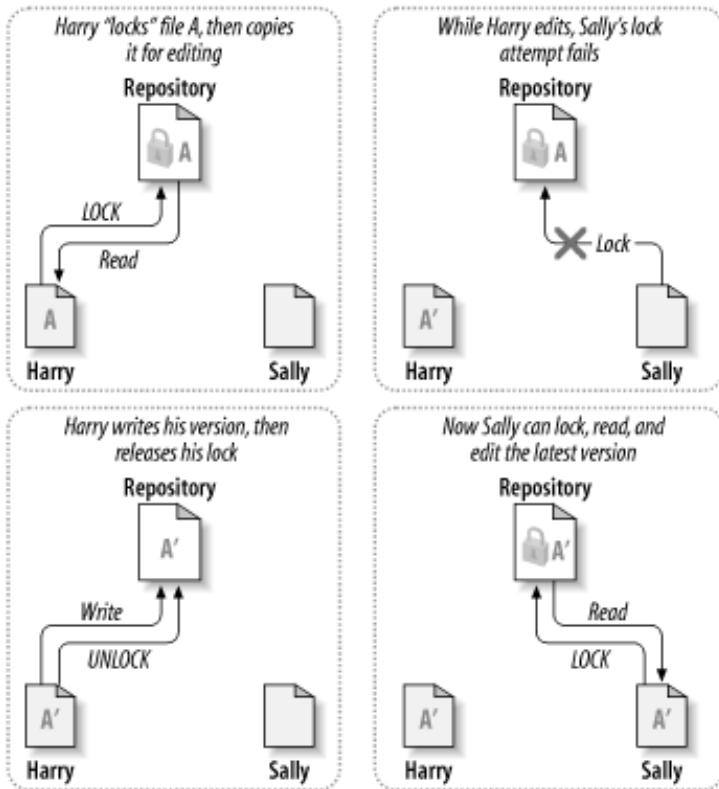 Harry “locks” file A, then copies
it for editing
Repository
A
LOCK
Read
A
Harry
Sally
While Harry edits, Sally’s lock
attempt fails
Repository
A
Lock
A′
Harry
Sally
Harry writes his version, then
releases his lock
Repository
A′
Write
UNLOCK
A′
Harry
Sally
Now Sally can lock, read, and
edit the latest version
Repository
A′
Read
LOCK
A′
A′
Harry
Sally